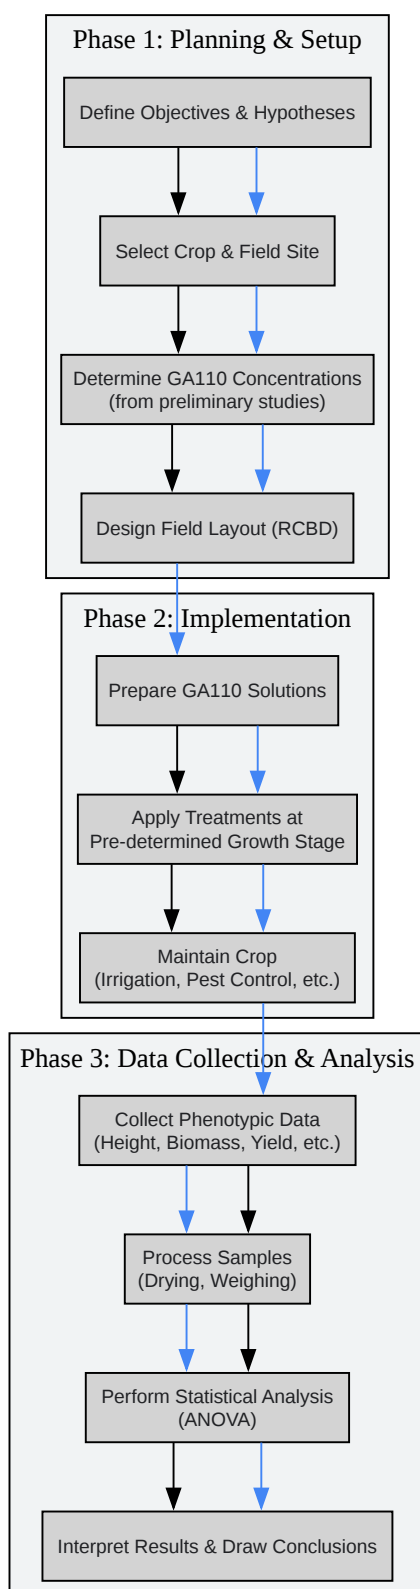 Phase 1: Planning & Setup
Define Objectives & Hypotheses
Select Crop & Field Site
Determine GA110 Concentrations
(from preliminary studies)
Design Field Layout (RCBD)
Phase 2: Implementation
Prepare GA110 Solutions
Apply Treatments at
Pre-determined Growth Stage
Maintain Crop
(Irrigation, Pest Control, etc.)
Phase 3: Data Collection & Analysis
Collect Phenotypic Data
(Height, Biomass, Yield, etc.)
Process Samples
(Drying, Weighing)
Perform Statistical Analysis
(ANOVA)
Interpret Results & Draw Conclusions